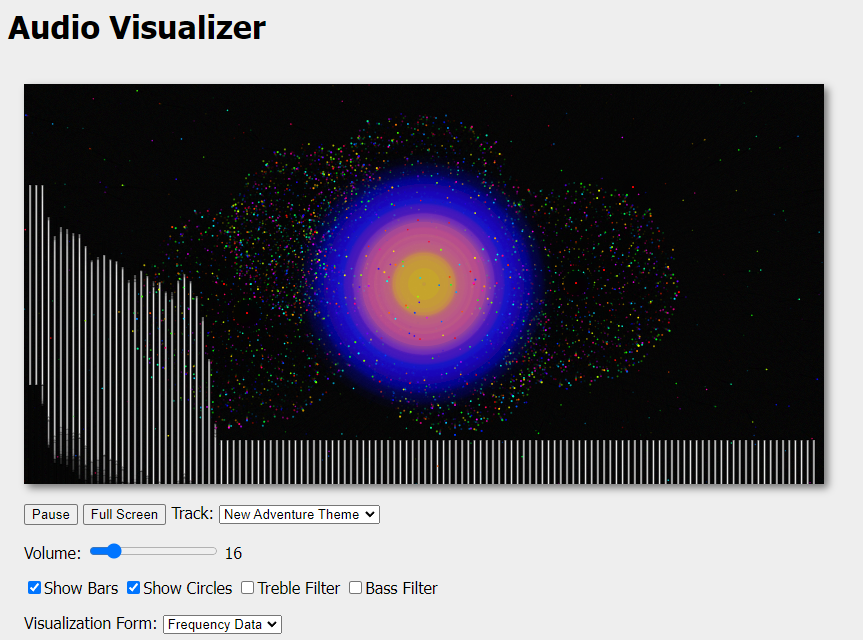 Audio Visualizer
Pause Full Screen Track: New Adventure Theme
Volume: 16
Show Bars Show Circles Treble Filter Bass Filter
Visualization Form: Frequency Data